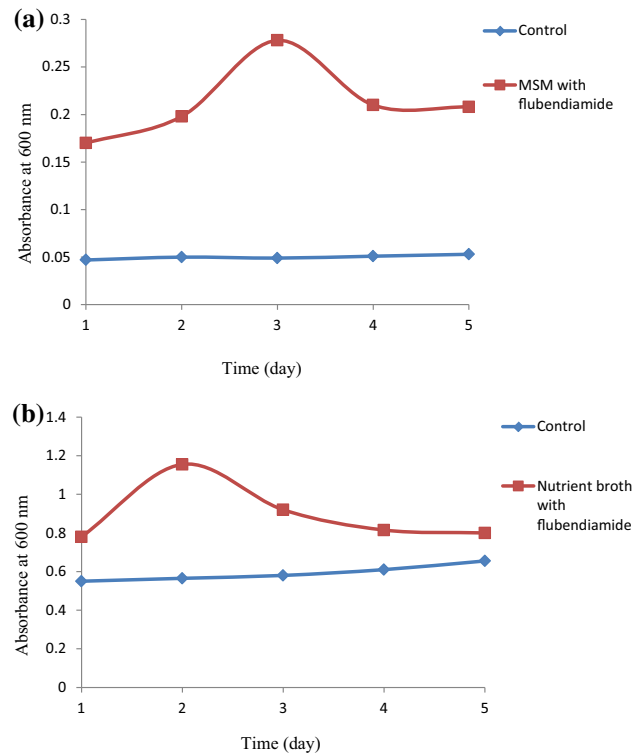 (a)
0.3
0.25
0.2
0.15
0.1
0.05
0
Absorbance at 600 nm
1 2 3 4 5
Time (day)
Control
MSM with
flubendiamide
(b)
1.4
1.2
1
0.8
0.6
0.4
0.2
0
Absorbance at 600 nm
1 2 3 4 5
Time (day)
Control
Nutrient broth
with
flubendiamide